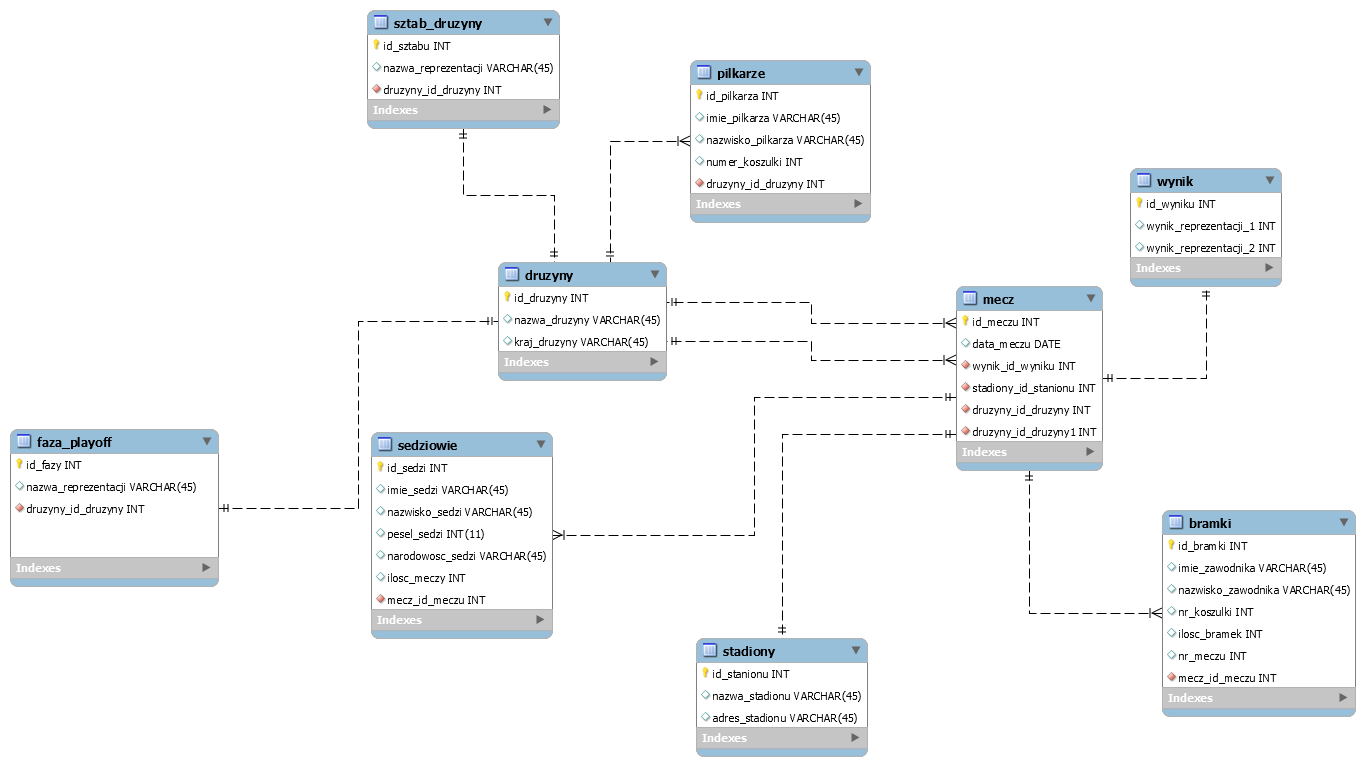 sztab_druzyny
id_sztabu INT
nazwa_reprezentacji VARCHAR(45)
druzyny_id_druzyny INT
Indexes
pilkarze
id_pilkarza INT
imie_pilkarza VARCHAR(45)
nazwisko_pilkarza VARCHAR(45)
numer_koszulki INT
druzyny_id_druzyny INT
Indexes
wynik
id_wyniku INT
wynik_reprezentacji_1 INT
wynik_reprezentacji_2 INT
Indexes
druzyny
id_druzyny INT
nazwa_druzyny VARCHAR(45)
kraj_druzyny VARCHAR(45)
Indexes
mecz
id_meczu INT
data_meczu DATE
wynik_id_wyniku INT
stadiony_id_stanionu INT
druzyny_id_druzyny INT
druzyny_id_druzyny1 INT
Indexes
faza_playoff
id_fazy INT
nazwa_reprezentacji VARCHAR(45)
druzyny_id_druzyny INT
Indexes
sedziowie
id_sedzi INT
imie_sedzi VARCHAR(45)
nazwisko_sedzi VARCHAR(45)
pesel_sedzi INT(11)
narodowosc_sedzi VARCHAR(45)
ilosc_meczy INT
mecz_id_meczu INT
Indexes
stadiony
id_stanionu INT
nazwa_stadionu VARCHAR(45)
adres_stadionu VARCHAR(45)
Indexes
bramki
id_bramki INT
imie_zawodnika VARCHAR(45)
nazwisko_zawodnika VARCHAR(45)
nr_koszulki INT
ilosc_bramek INT
nr_meczu INT
mecz_id_meczu INT
Indexes